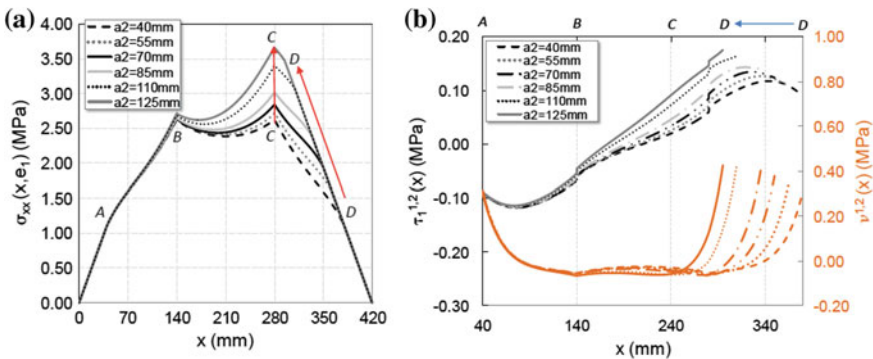 (a)
4.00
3.50
3.00
2.50
2.00
1.50
1.00
0.50
0.00
σxx(x,e1) (MPa)
a2=40mm
a2=55mm
a2=70mm
a2=85mm
a2=110mm
a2=125mm
A
B
C
C
D
D
0 70 140 210 280 350 420
x (mm)
(b)
A B C D D
0.20
0.10
0.00
-0.10
-0.20
-0.30
τ1^1,2(x) (MPa)
a2=40mm
a2=55mm
a2=70mm
a2=85mm
a2=110mm
a2=125mm
1.00
0.80
0.60
0.40
0.20
0.00
-0.20
ν^1,2(x) (MPa)
40 140 240 340
x (mm)